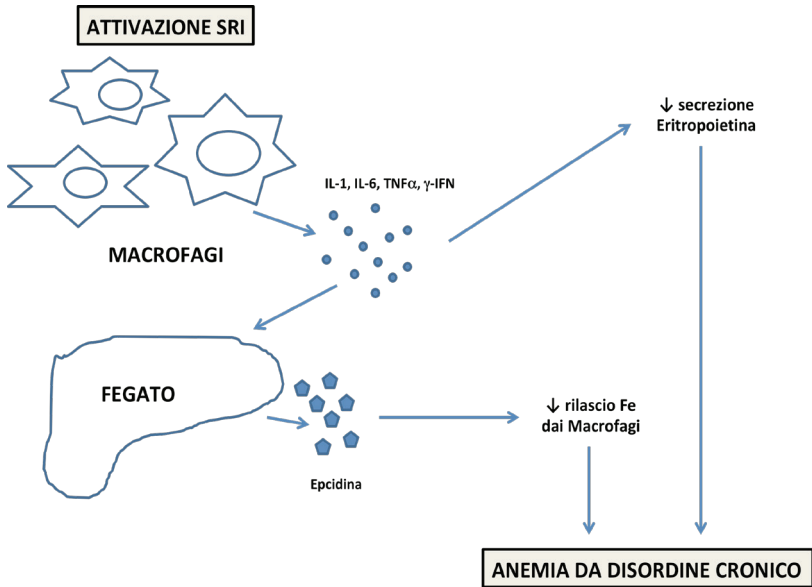 ATTIVAZIONE SRI
↓ secrezione
Eritropoietina
IL-1, IL-6, TNFα, γ-IFN
MACROFAGI
FEGATO
↓ rilascio Fe
dai Macrofagi
Epcidina
ANEMIA DA DISORDINE CRONICO